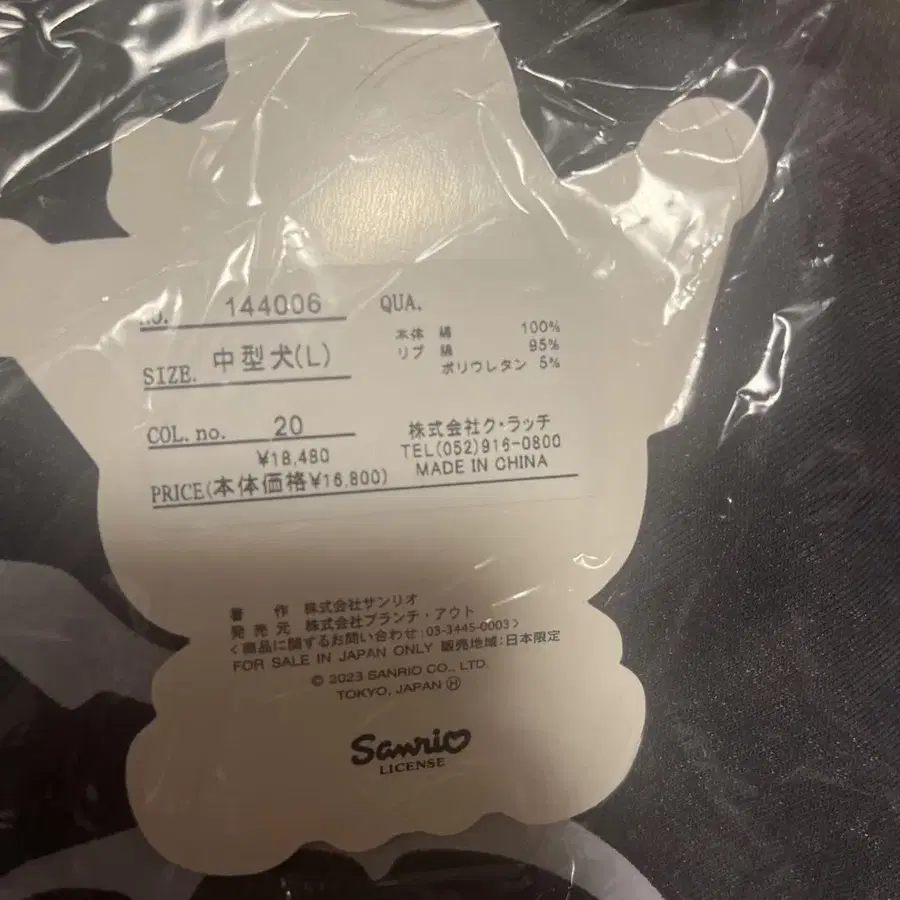 NO. 144006
SIZE. 中型犬(L)
COL. no. 20
¥18,480
PRICE(本体価格¥16,800)
QUA.
本体 綿 100%
リブ 綿 95%
ポリウレタン 5%
株式会社ク・ラッチ
TEL(052)916-0800
MADE IN CHINA
著 作 株式会社サンリオ
発売元 株式会社ブランチ・アウト
<商品に関するお問い合わせ:03-3445-0003>
FOR SALE IN JAPAN ONLY 販売地域:日本限定
© 2023 SANRIO CO., LTD.
TOKYO, JAPAN Ⓗ
Sanrio
LICENSE